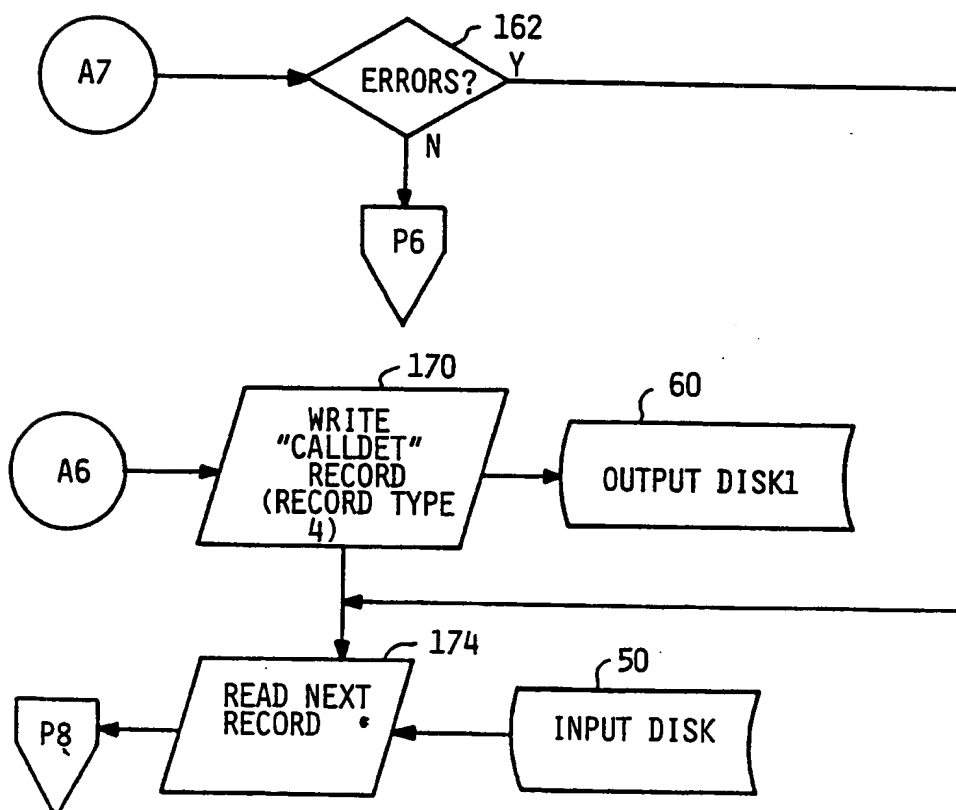 162
A7
ERRORS?
Y
N
P6
170
WRITE
"CALLDET"
RECORD
(RECORD TYPE
4)
60
A6
OUTPUT DISK1
174
READ NEXT
RECORD
50
INPUT DISK
P8